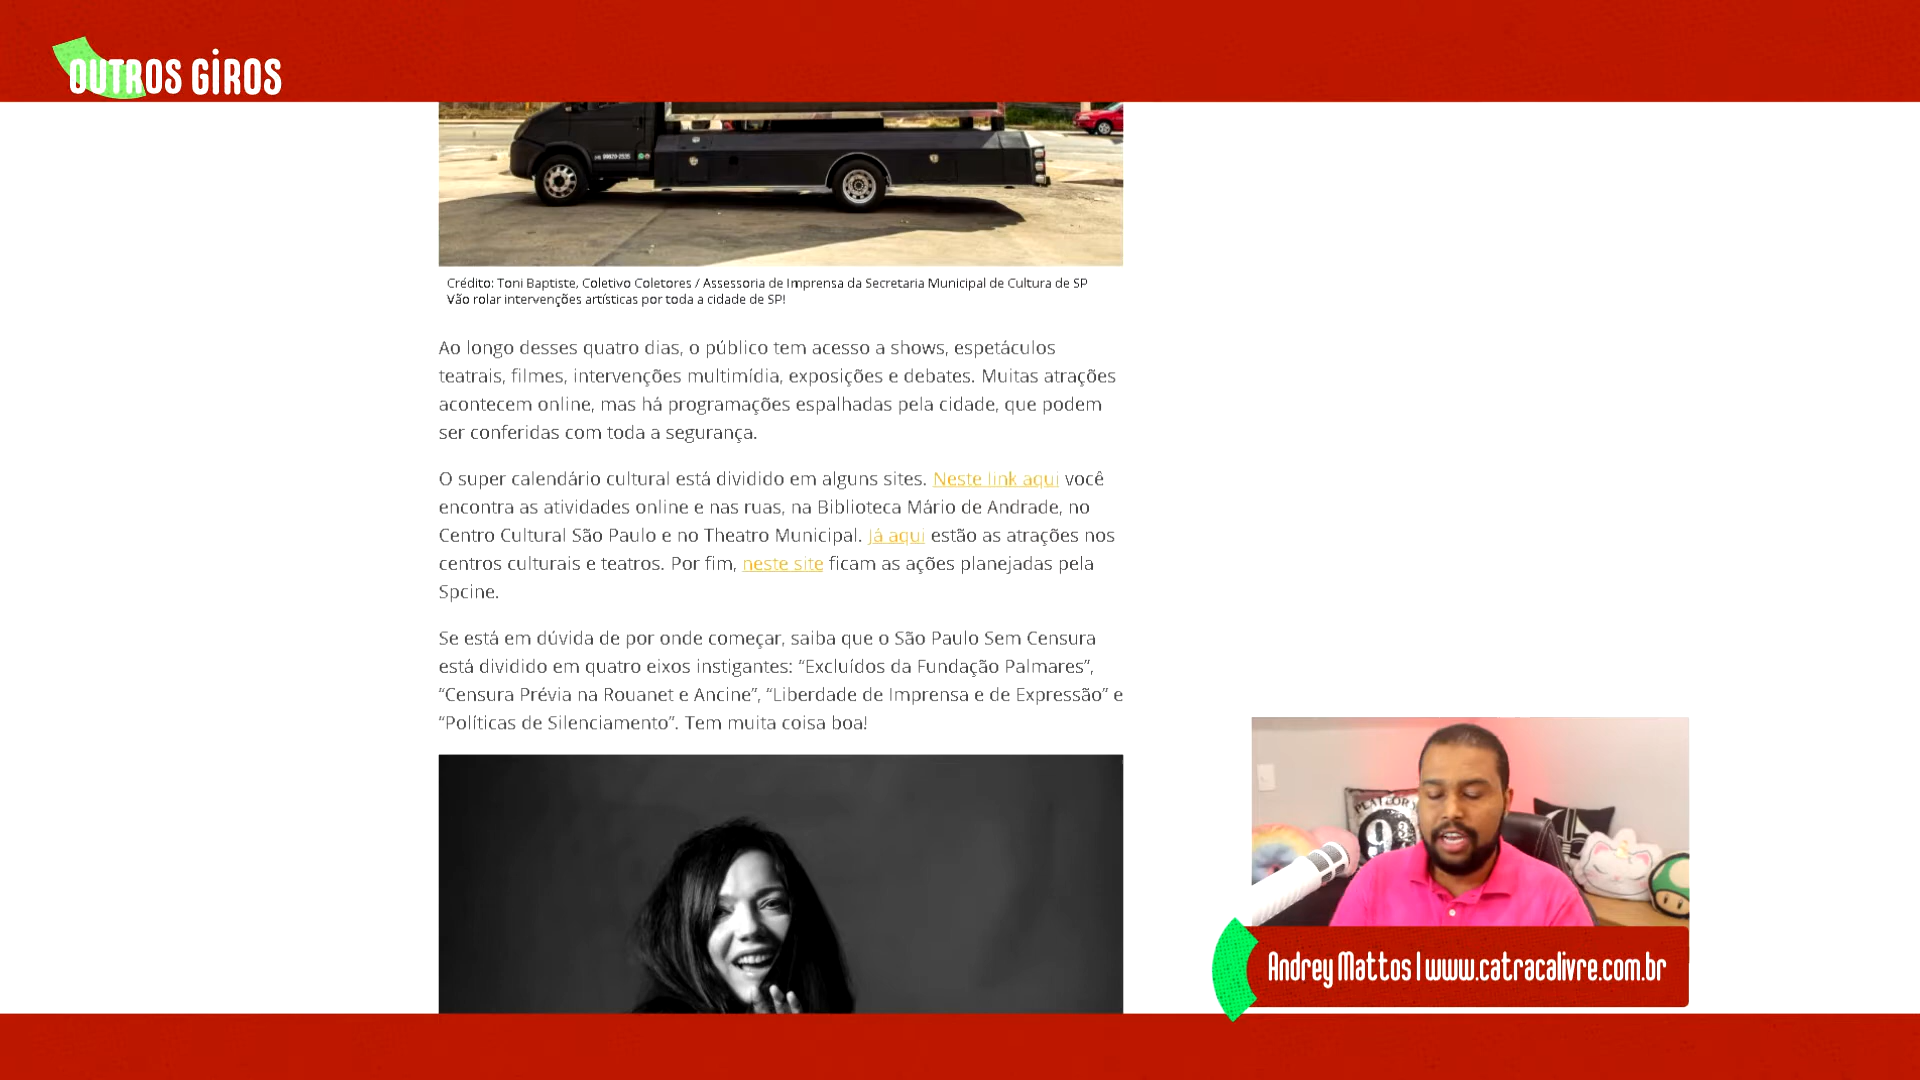 OUTROS GIROS
Crédito: Toni Baptiste, Coletivo Coletores / Assessoria de Imprensa da Secretaria Municipal de Cultura de SP
Vão rolar intervenções artísticas por toda a cidade de SP!
Ao longo desses quatro dias, o público tem acesso a shows, espetáculos
teatrais, filmes, intervenções multimídia, exposições e debates. Muitas atrações
acontecem online, mas há programações espalhadas pela cidade, que podem
ser conferidas com toda a segurança.
O super calendário cultural está dividido em alguns sites. Neste link aqui você
encontra as atividades online e nas ruas, na Biblioteca Mário de Andrade, no
Centro Cultural São Paulo e no Theatro Municipal. Já aqui estão as atrações nos
centros culturais e teatros. Por fim, neste site ficam as ações planejadas pela
Spcine.
Se está em dúvida de por onde começar, saiba que o São Paulo Sem Censura
está dividido em quatro eixos instigantes: “Excluídos da Fundação Palmares”,
“Censura Prévia na Rouanet e Ancine”, “Liberdade de Imprensa e de Expressão” e
“Políticas de Silenciamento”. Tem muita coisa boa!
Andrey Mattos | www.catracalivre.com.br